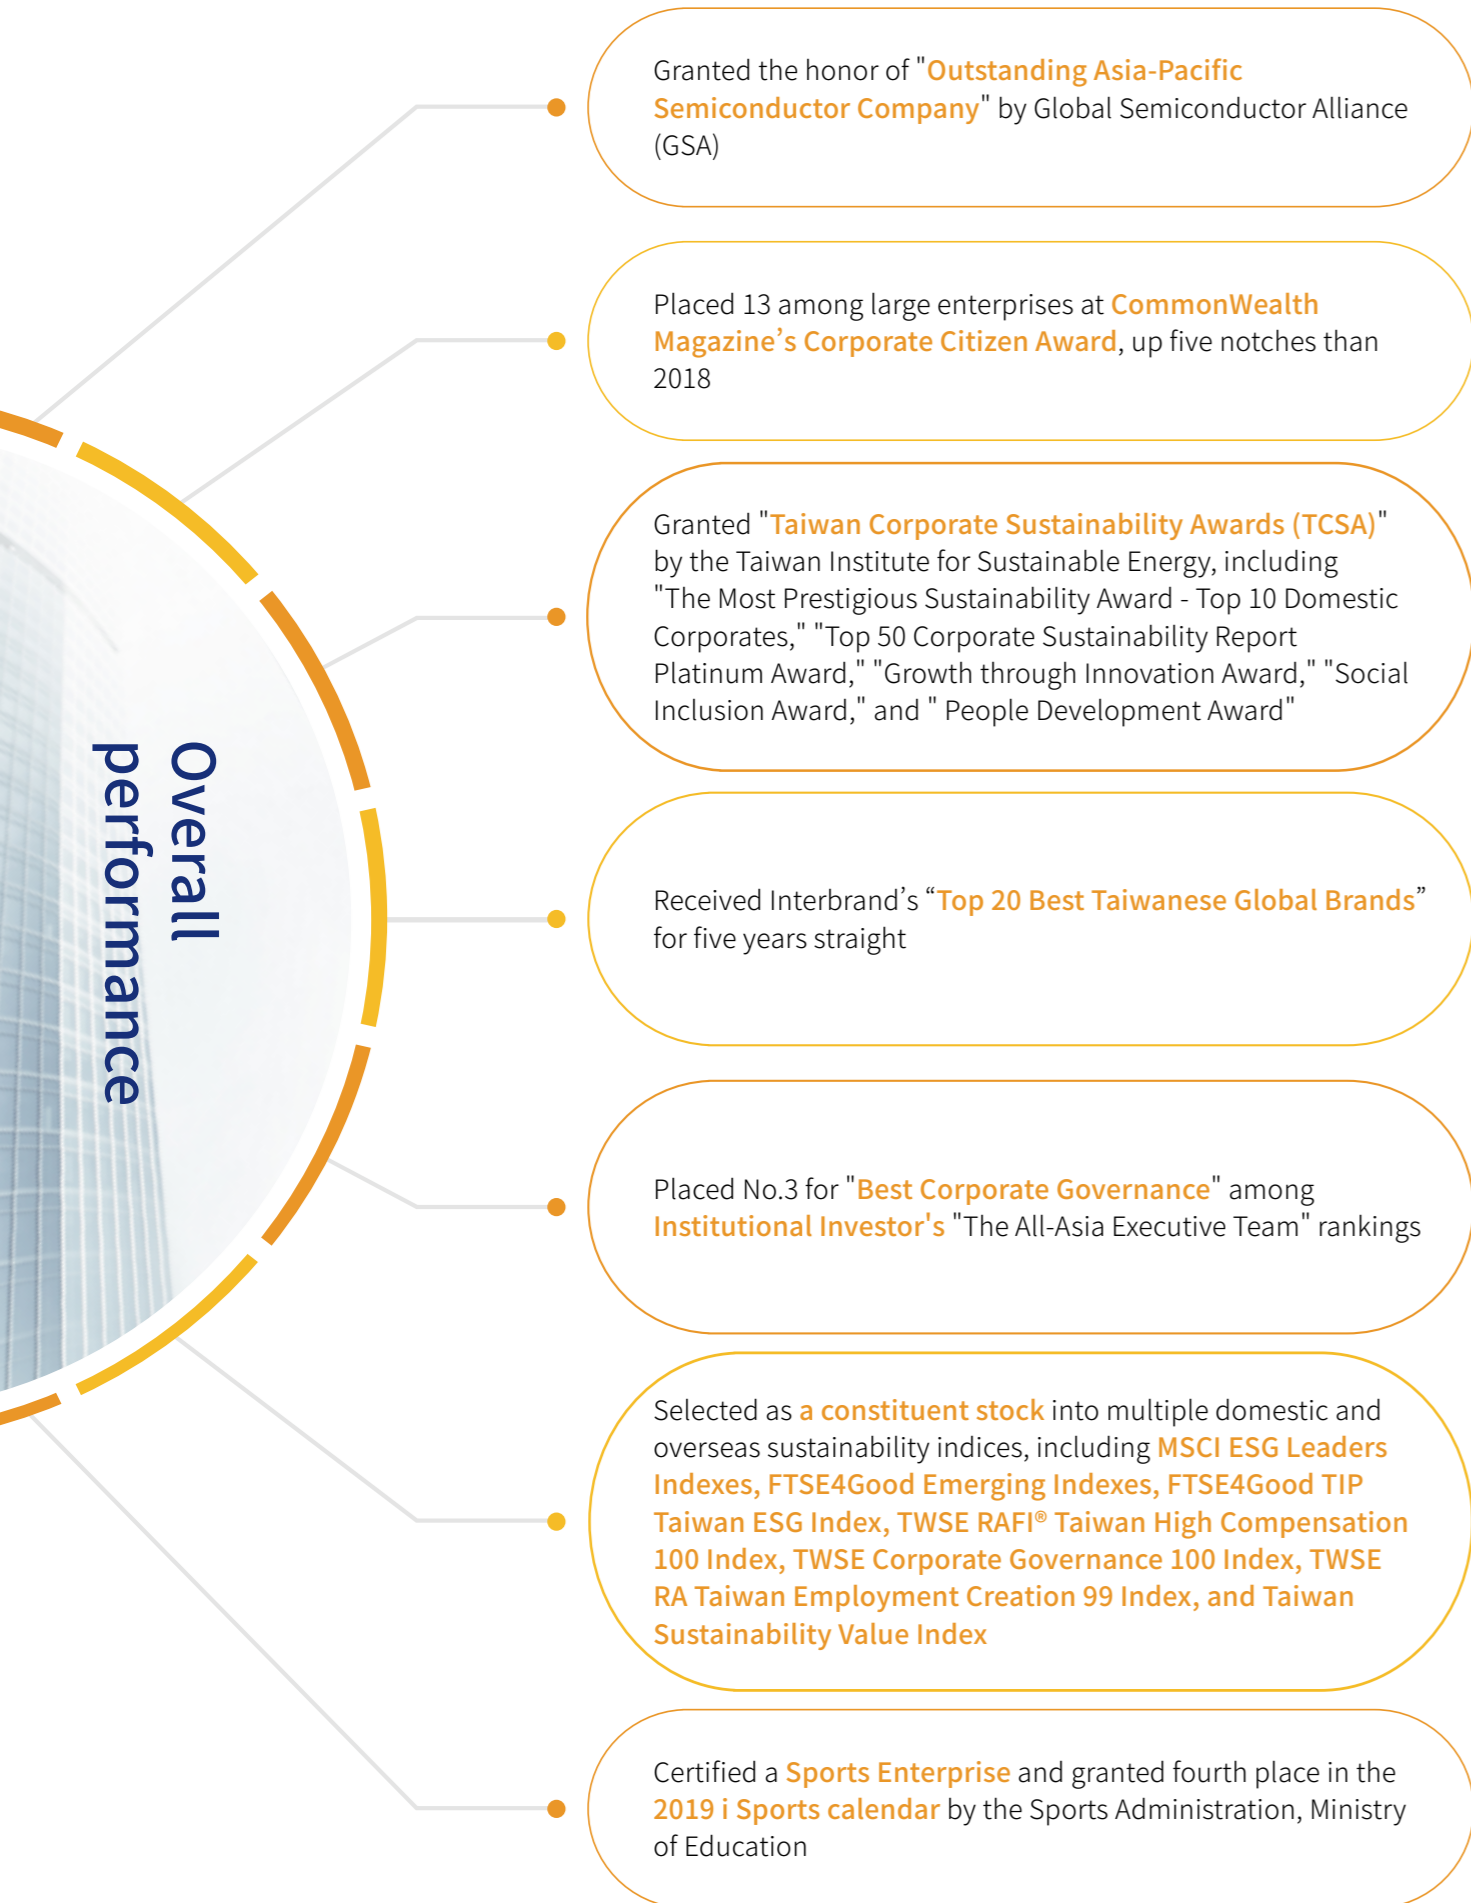 Overall
performance
Granted the honor of "Outstanding Asia-Pacific
Semiconductor Company" by Global Semiconductor Alliance
(GSA)
Placed 13 among large enterprises at CommonWealth
Magazine’s Corporate Citizen Award, up five notches than
2018
Granted "Taiwan Corporate Sustainability Awards (TCSA)"
by the Taiwan Institute for Sustainable Energy, including
"The Most Prestigious Sustainability Award - Top 10 Domestic
Corporates," "Top 50 Corporate Sustainability Report
Platinum Award," "Growth through Innovation Award," "Social
Inclusion Award," and " People Development Award"
Received Interbrand’s “Top 20 Best Taiwanese Global Brands”
for five years straight
Placed No.3 for "Best Corporate Governance" among
Institutional Investor's "The All-Asia Executive Team" rankings
Selected as a constituent stock into multiple domestic and
overseas sustainability indices, including MSCI ESG Leaders
Indexes, FTSE4Good Emerging Indexes, FTSE4Good TIP
Taiwan ESG Index, TWSE RAFI® Taiwan High Compensation
100 Index, TWSE Corporate Governance 100 Index, TWSE
RA Taiwan Employment Creation 99 Index, and Taiwan
Sustainability Value Index
Certified a Sports Enterprise and granted fourth place in the
2019 i Sports calendar by the Sports Administration, Ministry
of Education